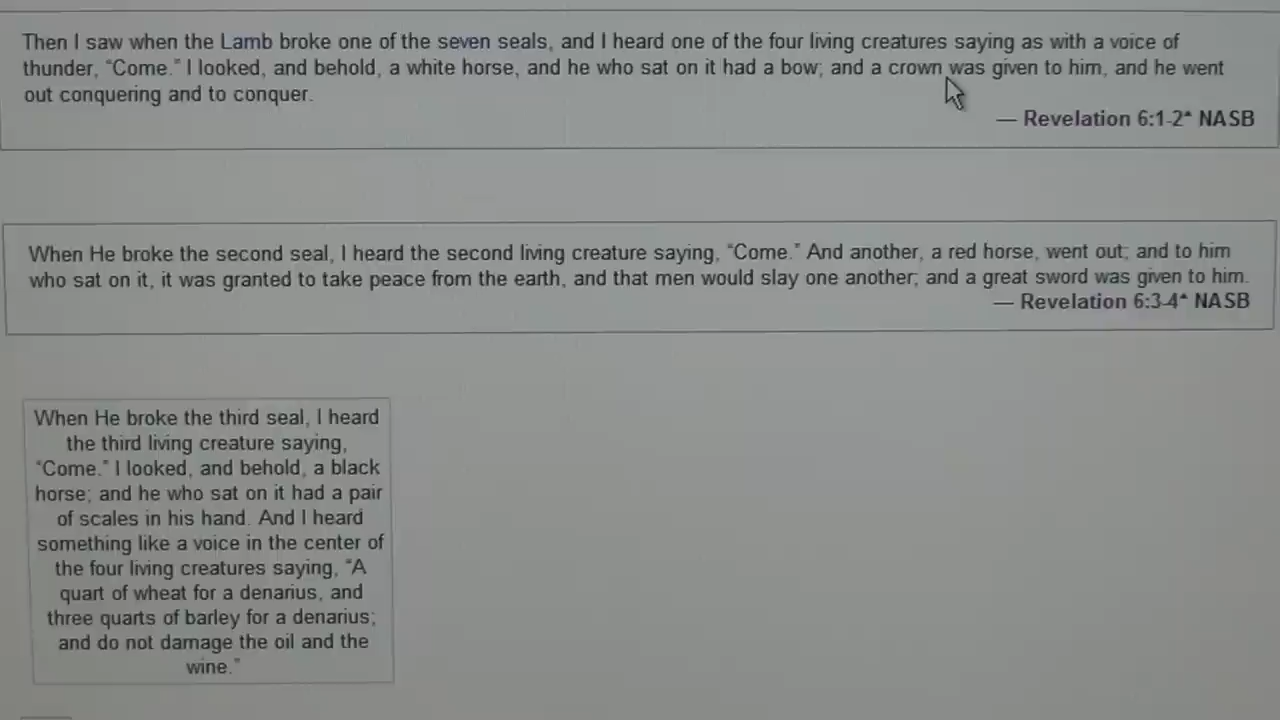 Then I saw when the Lamb broke one of the seven seals, and I heard one of the four living creatures saying as with a voice of
thunder, “Come.” I looked, and behold, a white horse, and he who sat on it had a bow; and a crown was given to him, and he went
out conquering and to conquer.
— Revelation 6:1-2 NASB
When He broke the second seal, I heard the second living creature saying, “Come.” And another, a red horse, went out; and to him
who sat on it, it was granted to take peace from the earth, and that men would slay one another; and a great sword was given to him.
— Revelation 6:3-4 NASB
When He broke the third seal, I heard
the third living creature saying,
“Come.” I looked, and behold, a black
horse; and he who sat on it had a pair
of scales in his hand. And I heard
something like a voice in the center of
the four living creatures saying, “A
quart of wheat for a denarius, and
three quarts of barley for a denarius;
and do not damage the oil and the
wine.”